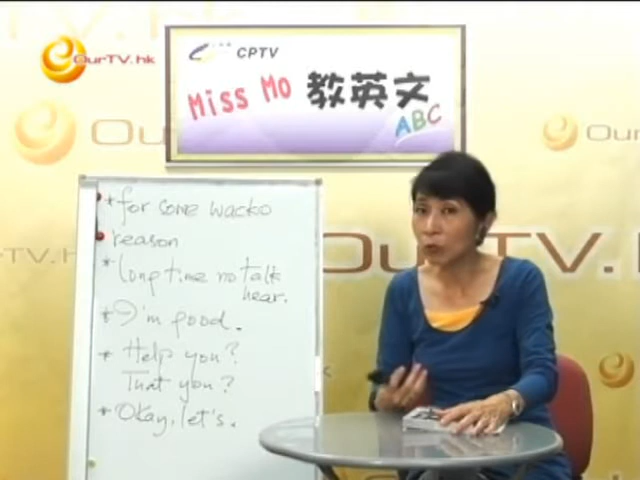 OurTV.hk
CPTV
Miss Mo 教英文
ABC
Our
OurTV.hk
*for some wacko
reason
*long time no talk
hear.
*I'm good.
*Help you?
That you?
*Okay, let's.